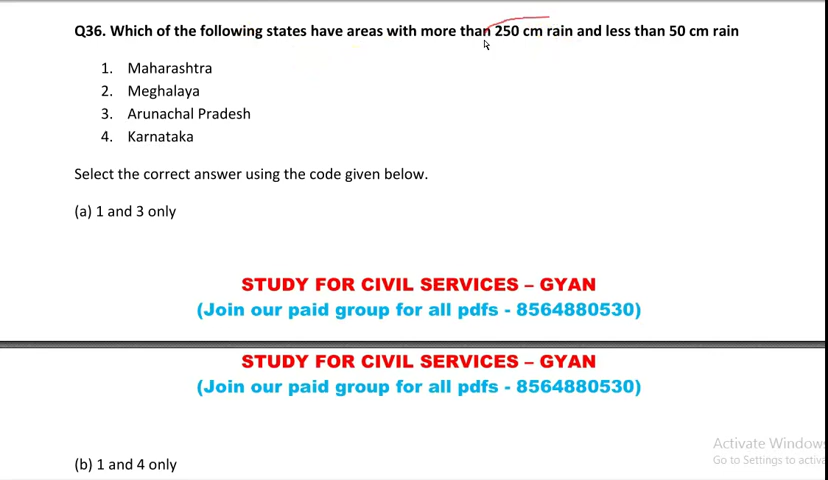 Q36. Which of the following states have areas with more than 250 cm rain and less than 50 cm rain
1. Maharashtra
2. Meghalaya
3. Arunachal Pradesh
4. Karnataka
Select the correct answer using the code given below.
(a) 1 and 3 only
STUDY FOR CIVIL SERVICES – GYAN
(Join our paid group for all pdfs - 8564880530)
STUDY FOR CIVIL SERVICES – GYAN
(Join our paid group for all pdfs - 8564880530)
Activate Window
Go to Settings to activa
(b) 1 and 4 only